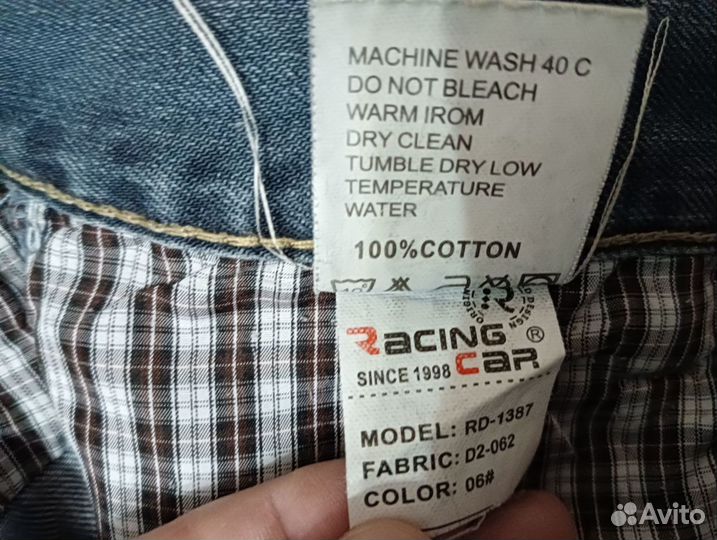 MACHINE WASH 40 C
DO NOT BLEACH
WARM IROM
DRY CLEAN
TUMBLE DRY LOW
TEMPERATURE
WATER
100%COTTON
DESIGN
RACING
SINCE 1998 CAR ®
MODEL: RD-1387
FABRIC: D2-062
COLOR: 06#
Avito